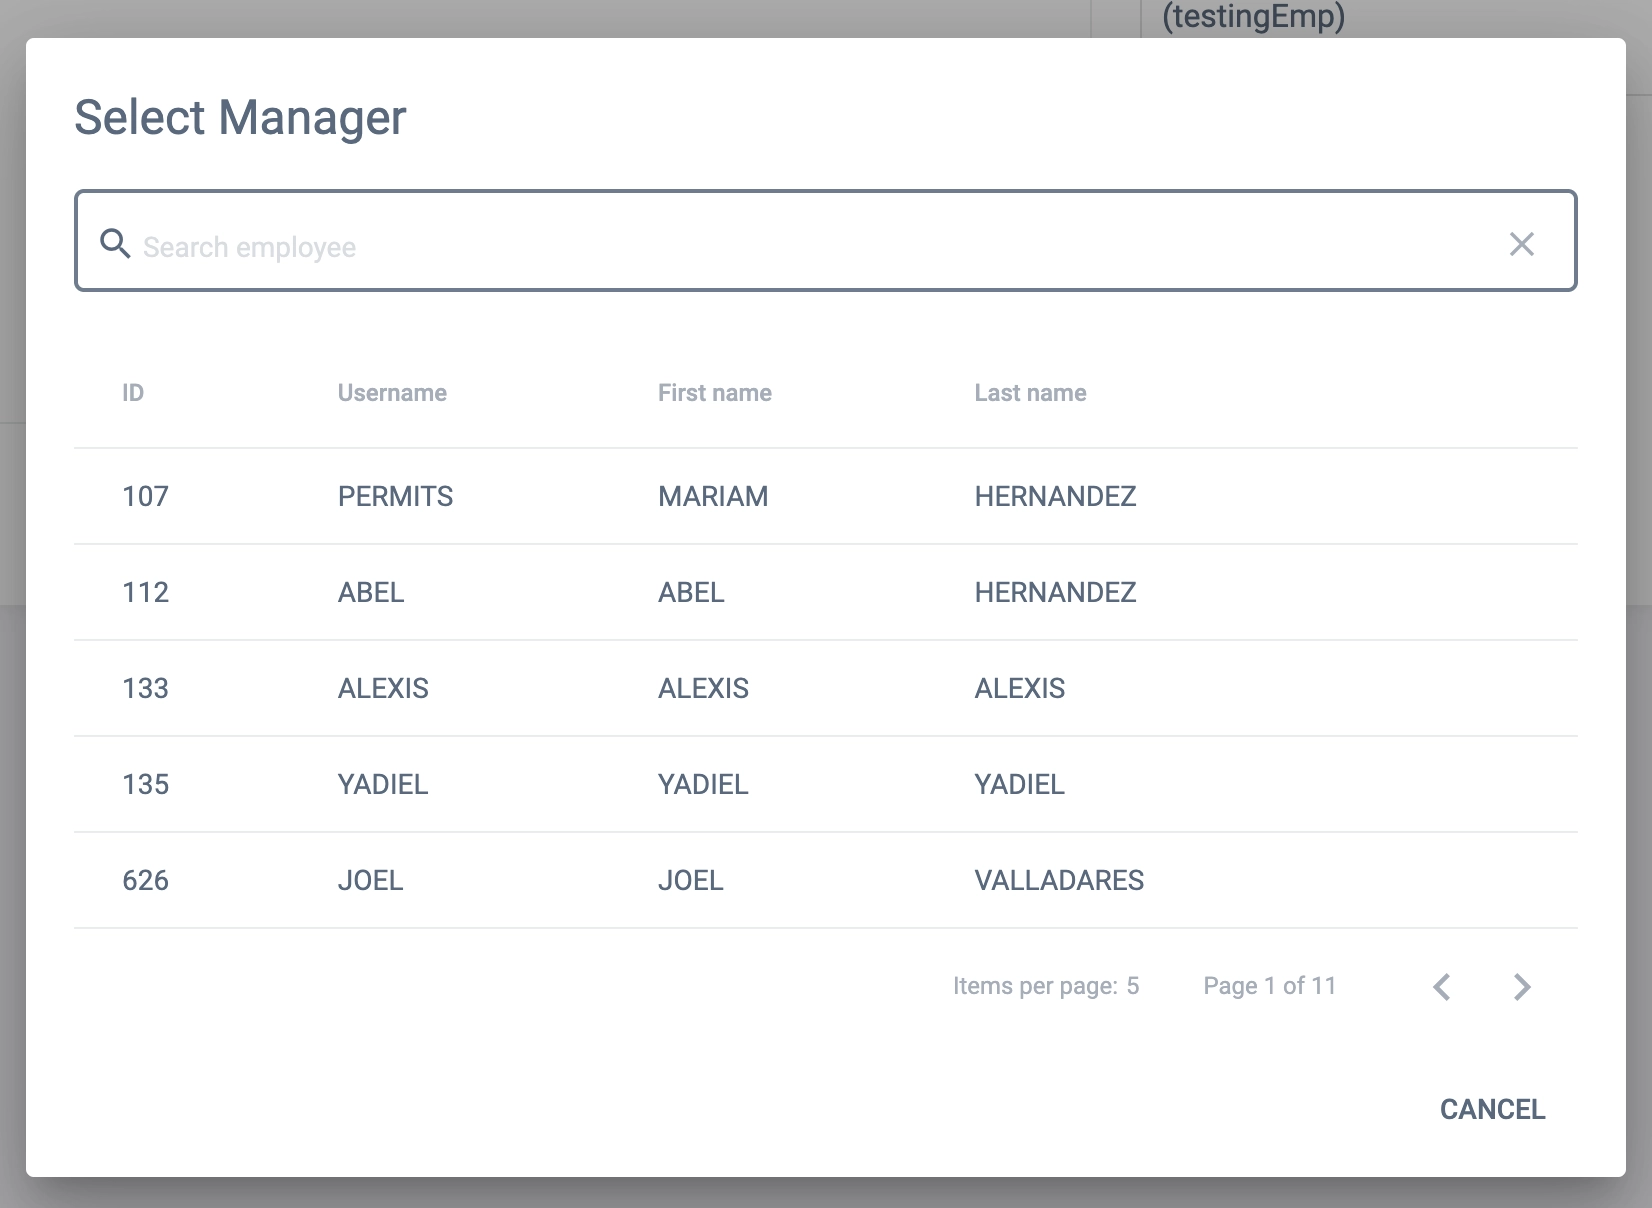 (testingEmp)
Select Manager
Search employee
ID Username First name Last name
107 PERMITS MARIAM HERNANDEZ
112 ABEL ABEL HERNANDEZ
133 ALEXIS ALEXIS ALEXIS
135 YADIEL YADIEL YADIEL
626 JOEL JOEL VALLADARES
Items per page: 5 Page 1 of 11
CANCEL